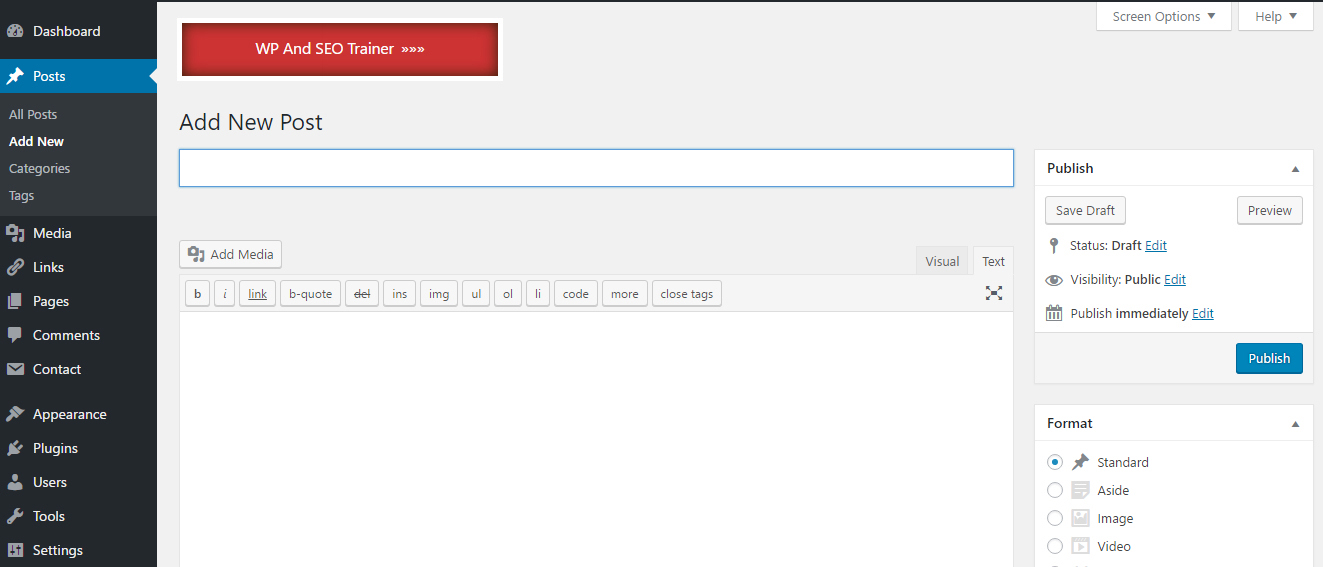 Dashboard
Posts
All Posts
Add New
Categories
Tags
Media
Links
Pages
Comments
Contact
Appearance
Plugins
Users
Tools
Settings
Screen Options
Help
WP And SEO Trainer »»»
Add New Post
Add Media
Visual
Text
b i link b-quote del ins img ul ol li code more close tags
Publish
Save Draft
Preview
Status: Draft Edit
Visibility: Public Edit
Publish immediately Edit
Publish
Format
Standard
Aside
Image
Video